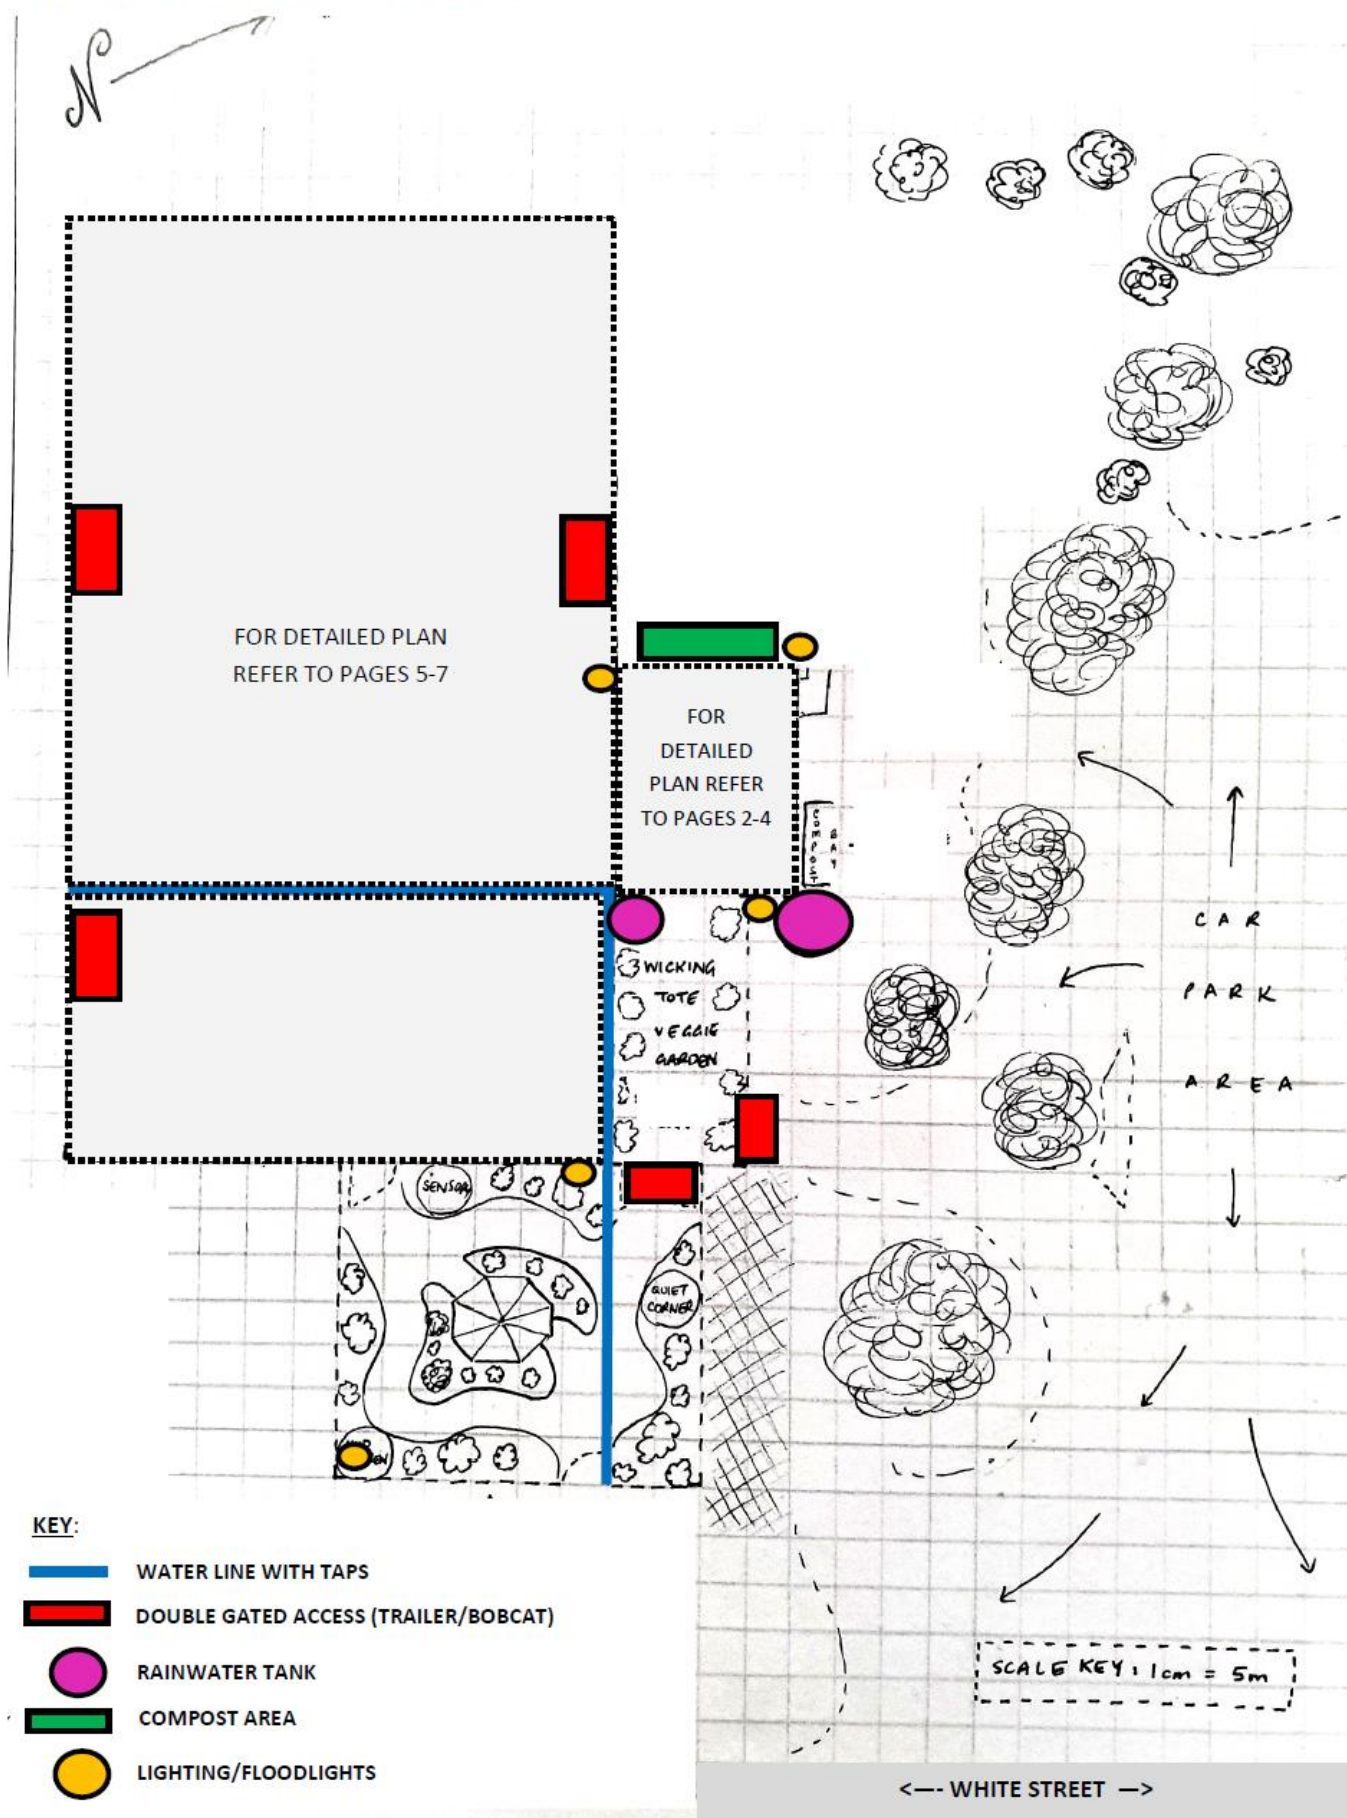 N
FOR DETAILED PLAN
REFER TO PAGES 5-7
FOR
DETAILED
PLAN REFER
TO PAGES 2-4
COMPOST
BAY
WICKING
TOTE
VEGGIE
GARDEN
CAR
PARK
AREA
SENSOR
QUIET
CORNER
KEY:
WATER LINE WITH TAPS
DOUBLE GATED ACCESS (TRAILER/BOBCAT)
RAINWATER TANK
COMPOST AREA
LIGHTING/FLOODLIGHTS
SCALE KEY: 1cm = 5m
<—- WHITE STREET —>